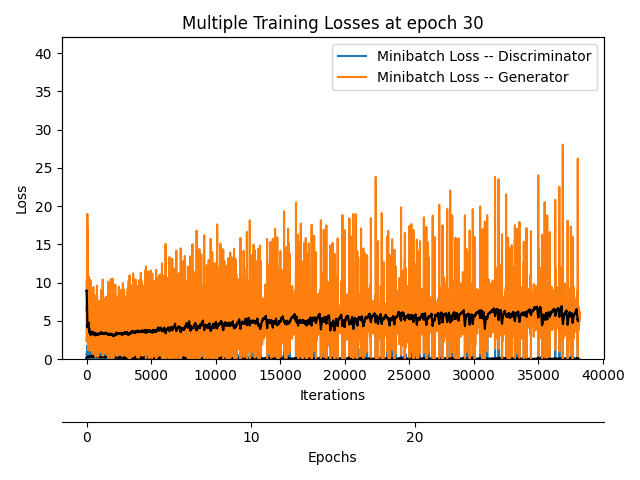 Multiple Training Losses at epoch 30
Minibatch Loss -- Discriminator
Minibatch Loss -- Generator
40
35
30
25
20
15
10
5
0
Loss
0 5000 10000 15000 20000 25000 30000 35000 40000
Iterations
0 10 20
Epochs